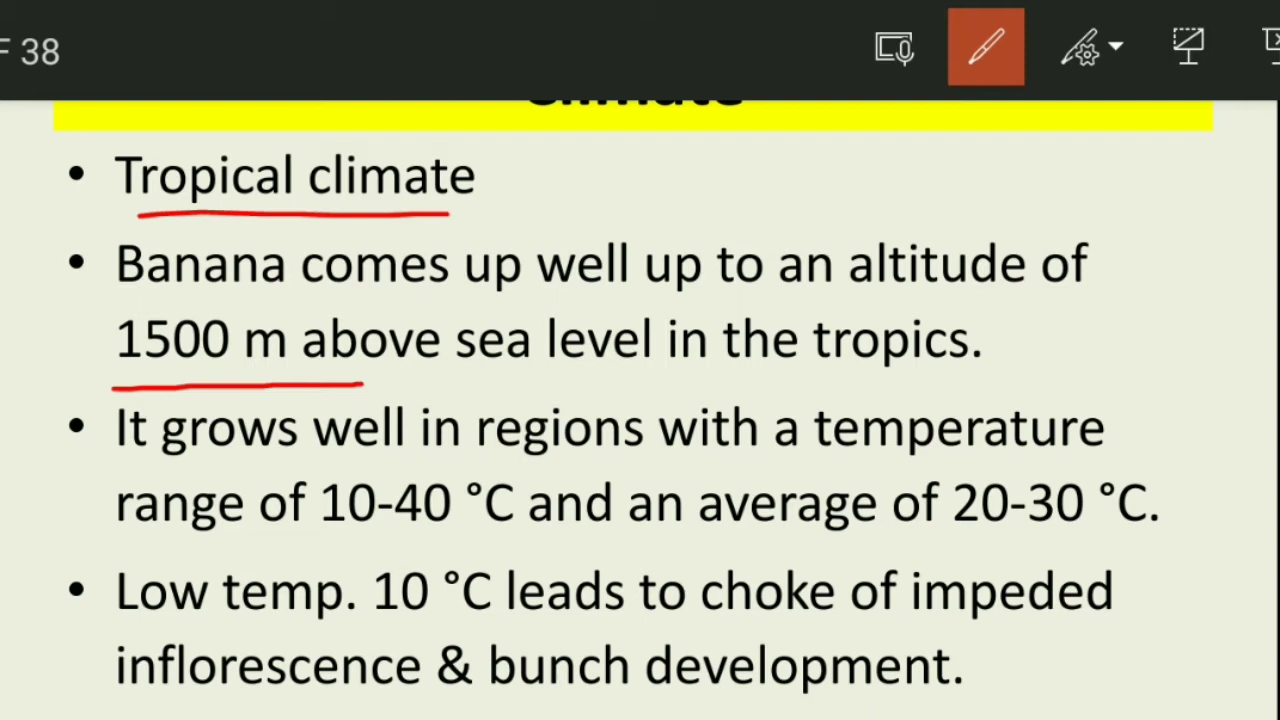 F 38
Climate
• Tropical climate
• Banana comes up well up to an altitude of
1500 m above sea level in the tropics.
• It grows well in regions with a temperature
range of 10-40 °C and an average of 20-30 °C.
• Low temp. 10 °C leads to choke of impeded
inflorescence & bunch development.